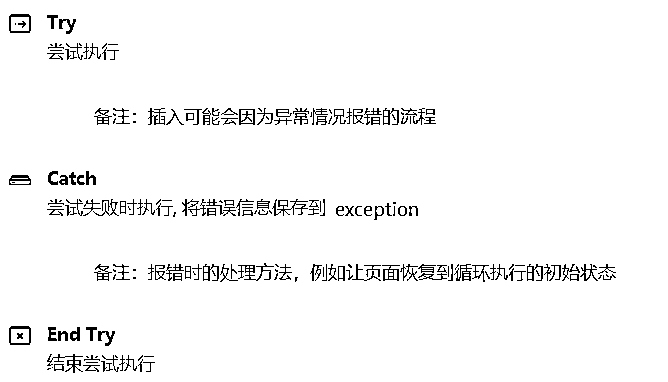 Try
尝试执行
备注：插入可能会因为异常情况报错的流程
Catch
尝试失败时执行, 将错误信息保存到 exception
备注：报错时的处理方法，例如让页面恢复到循环执行的初始状态
End Try
结束尝试执行